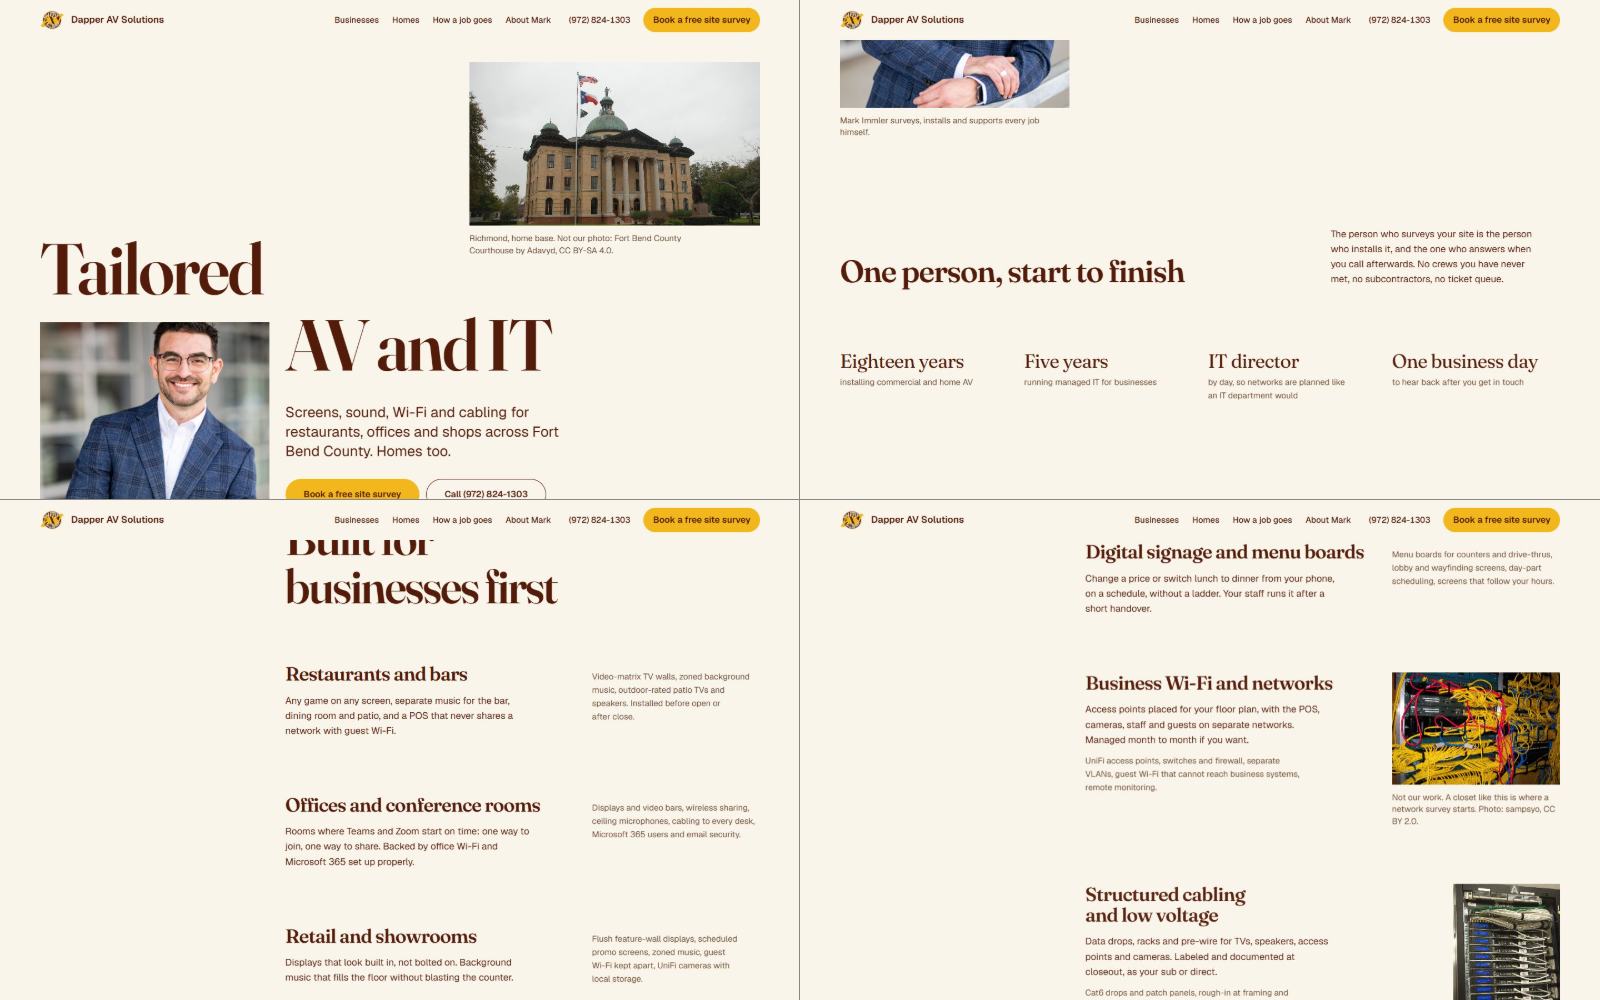 Dapper AV Solutions
Businesses Homes How a job goes About Mark (972) 824-1303 Book a free site survey
Richmond, home base. Not our photo: Fort Bend County
Courthouse by Adavyd, CC BY-SA 4.0.
Tailored
AV and IT
Screens, sound, Wi-Fi and cabling for
restaurants, offices and shops across Fort
Bend County. Homes too.
Book a free site survey
Call (972) 824-1303
Dapper AV Solutions
Businesses Homes How a job goes About Mark (972) 824-1303 Book a free site survey
Mark Immler surveys, installs and supports every job
himself.
One person, start to finish
The person who surveys your site is the person
who installs it, and the one who answers when
you call afterwards. No crews you have never
met, no subcontractors, no ticket queue.
Eighteen years
installing commercial and home AV
Five years
running managed IT for businesses
IT director
by day, so networks are planned like
an IT department would
One business day
to hear back after you get in touch
Dapper AV Solutions
Businesses Homes How a job goes About Mark (972) 824-1303 Book a free site survey
Built for
businesses first
Restaurants and bars
Any game on any screen, separate music for the bar,
dining room and patio, and a POS that never shares a
network with guest Wi-Fi.
Video-matrix TV walls, zoned background
music, outdoor-rated patio TVs and
speakers. Installed before open or
after close.
Offices and conference rooms
Rooms where Teams and Zoom start on time: one way to
join, one way to share. Backed by office Wi-Fi and
Microsoft 365 set up properly.
Displays and video bars, wireless sharing,
ceiling microphones, cabling to every desk,
Microsoft 365 users and email security.
Retail and showrooms
Displays that look built in, not bolted on. Background
music that fills the floor without blasting the counter.
Flush feature-wall displays, scheduled
promo screens, zoned music, guest
Wi-Fi kept apart, UniFi cameras with
local storage.
Dapper AV Solutions
Businesses Homes How a job goes About Mark (972) 824-1303 Book a free site survey
Digital signage and menu boards
Change a price or switch lunch to dinner from your phone,
on a schedule, without a ladder. Your staff runs it after a
short handover.
Menu boards for counters and drive-thrus,
lobby and wayfinding screens, day-part
scheduling, screens that follow your hours.
Business Wi-Fi and networks
Access points placed for your floor plan, with the POS,
cameras, staff and guests on separate networks.
Managed month to month if you want.
UniFi access points, switches and firewall, separate
VLANs, guest Wi-Fi that cannot reach business systems,
remote monitoring.
Not our work. A closet like this is where a
network survey starts. Photo: sampsyo, CC
BY 2.0.
Structured cabling
and low voltage
Data drops, racks and pre-wire for TVs, speakers, access
points and cameras. Labeled and documented at
closeout, as your sub or direct.
Cat6 drops and patch panels, rough-in at framing and
A